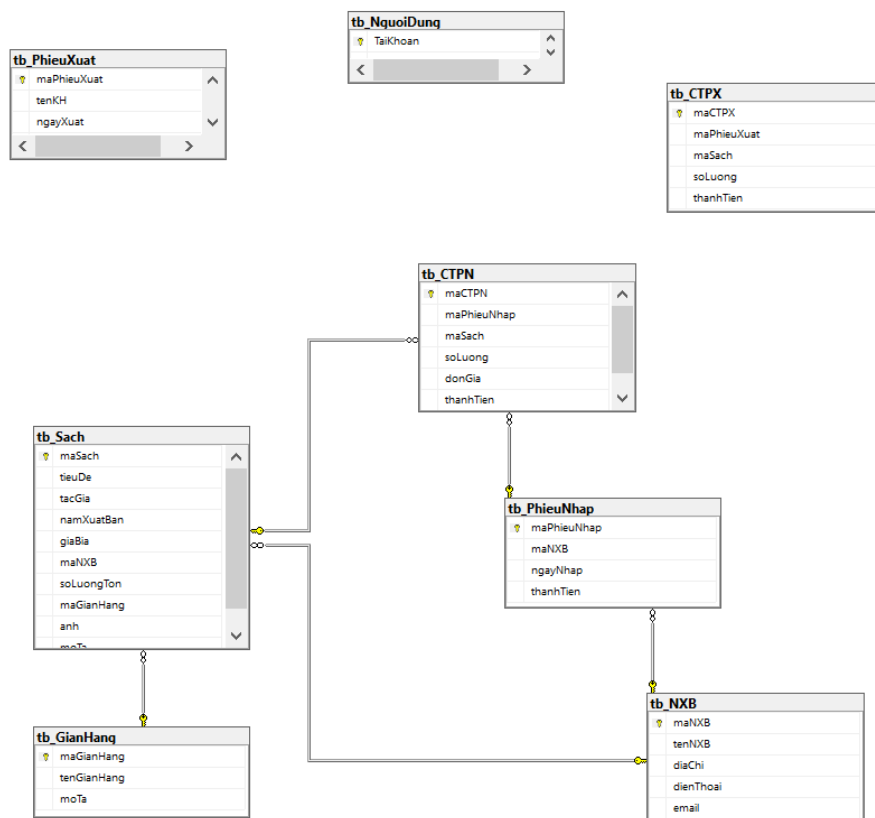 tb_NguoiDung
TaiKhoan
tb_PhieuXuat
maPhieuXuat
tenKH
ngayXuat
tb_CTPX
maCTPX
maPhieuXuat
maSach
soLuong
thanhTien
tb_CTPN
maCTPN
maPhieuNhap
maSach
soLuong
donGia
thanhTien
tb_Sach
maSach
tieuDe
tacGia
namXuatBan
giaBia
maNXB
soLuongTon
maGianHang
anh
moTa
tb_PhieuNhap
maPhieuNhap
maNXB
ngayNhap
thanhTien
tb_GianHang
maGianHang
tenGianHang
moTa
tb_NXB
maNXB
tenNXB
diaChi
dienThoai
email